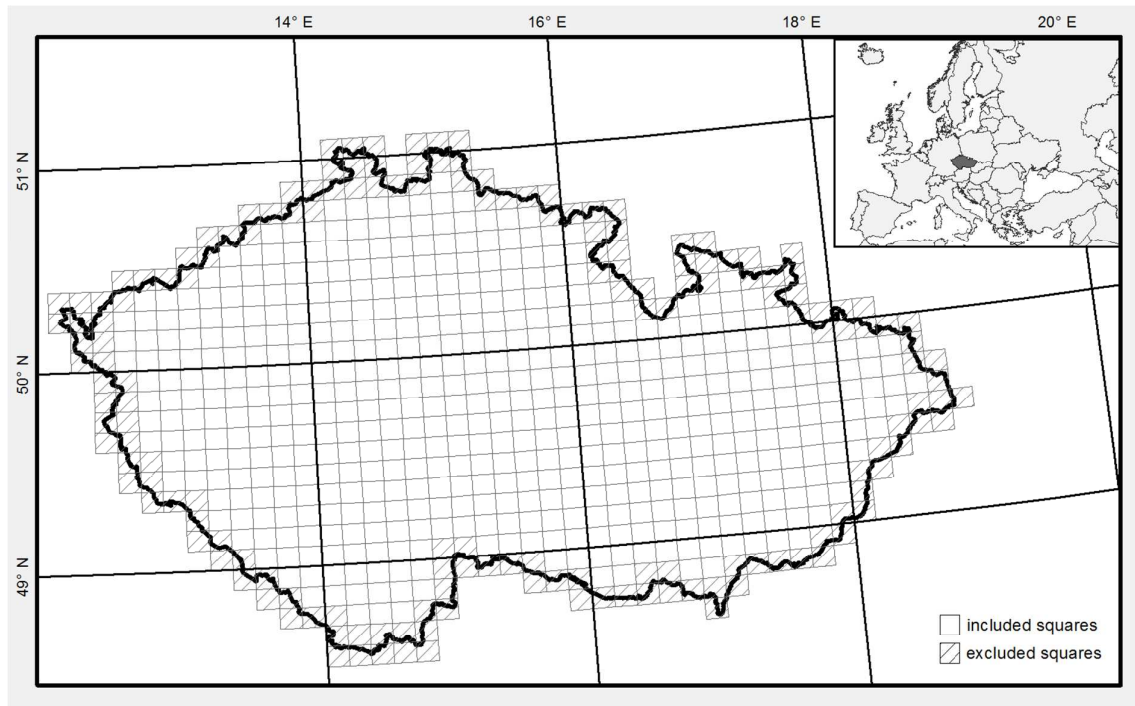 14° E
16° E
18° E
20° E
51° N
50° N
49° N
included squares
excluded squares